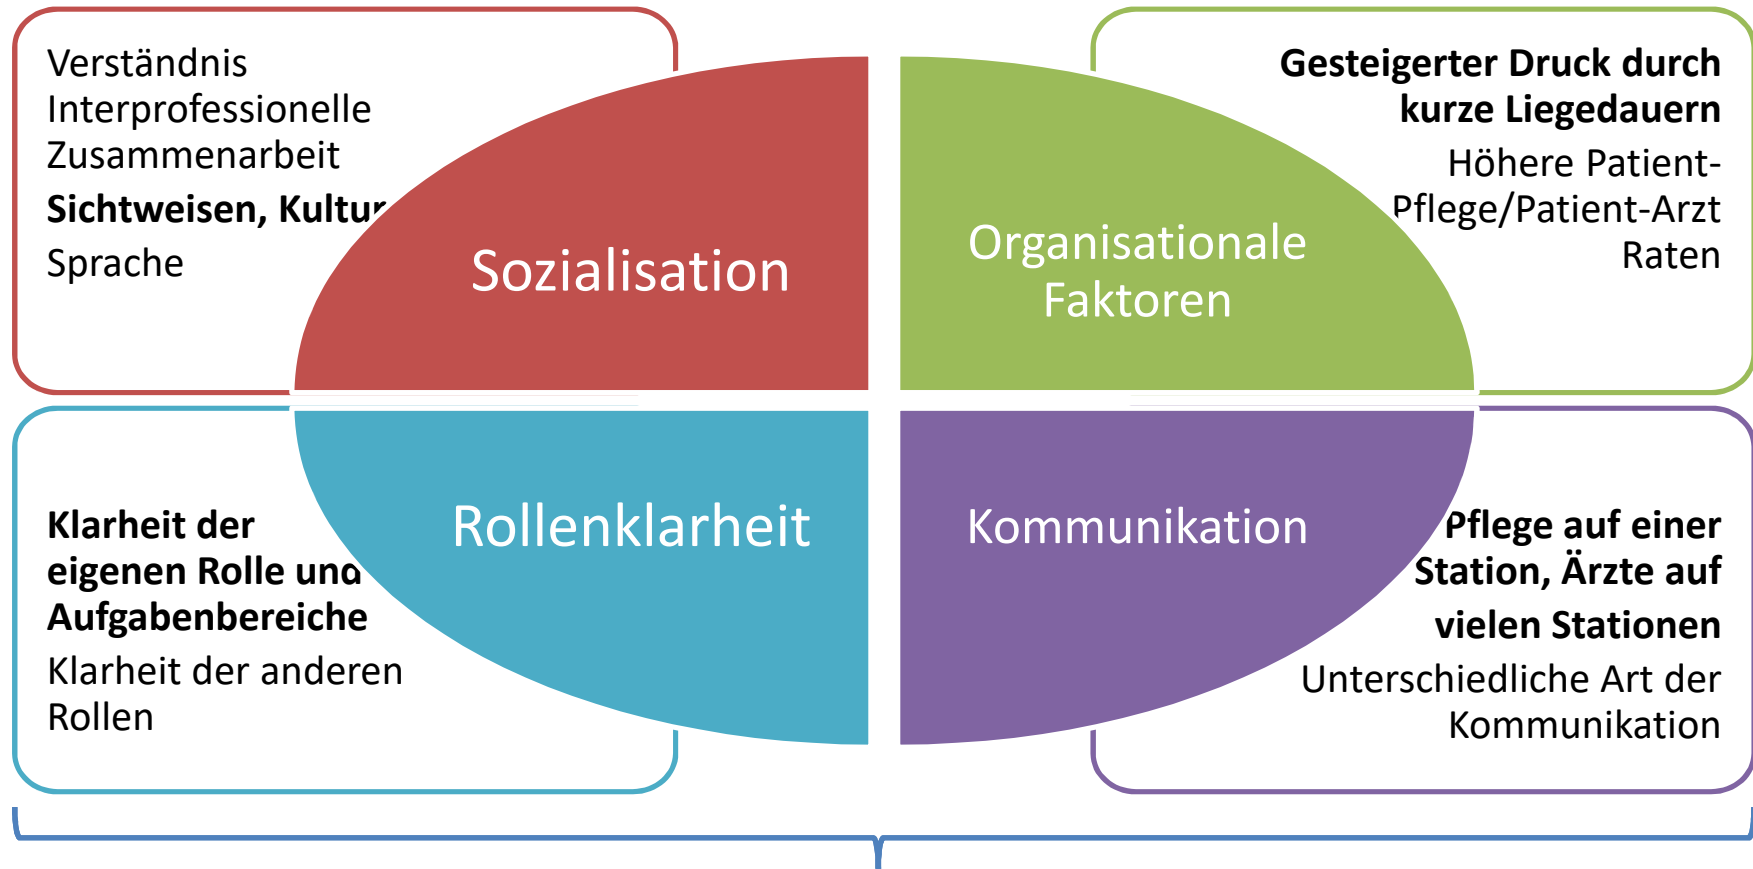 Verständnis
Interprofessionelle
Zusammenarbeit
Sichtweisen, Kultur
Sprache
Sozialisation
Gesteigerter Druck durch
kurze Liegedauern
Höhere Patient-
Pflege/Patient-Arzt
Raten
Organisationale
Faktoren
Klarheit der
eigenen Rolle und
Aufgabenbereiche
Klarheit der anderen
Rollen
Rollenklarheit
Kommunikation
Pflege auf einer
Station, Ärzte auf
vielen Stationen
Unterschiedliche Art der
Kommunikation